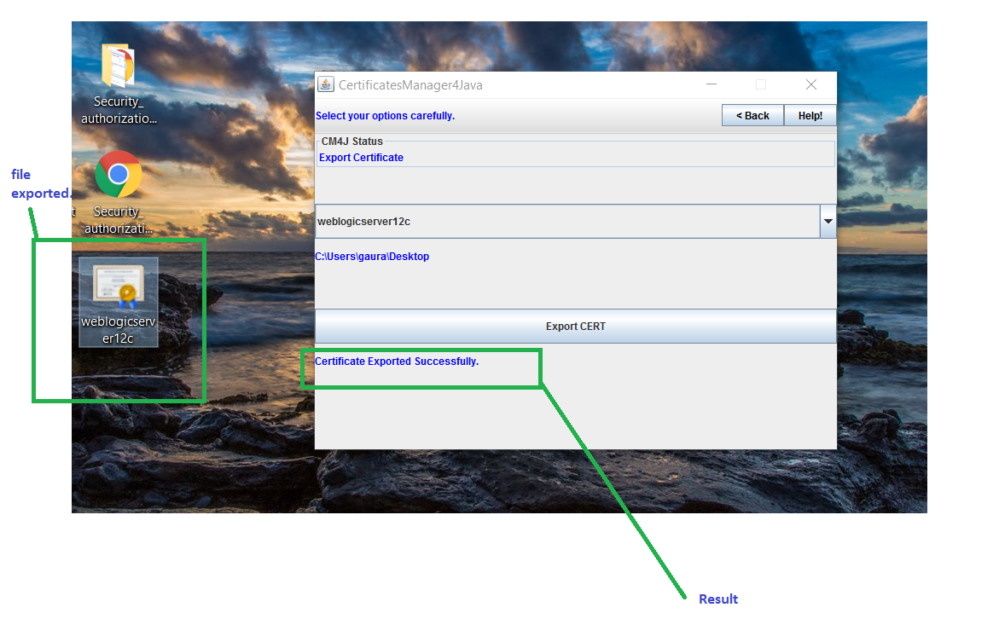 Security_
authorizatio...
file
exported.
t
Security_
authorizati...
weblogicserv
er12c
CertificatesManager4Java
Select your options carefully.
< Back
Help!
CM4J Status
Export Certificate
weblogicserver12c
C:\Users\gaura\Desktop
Export CERT
Certificate Exported Successfully.
Result